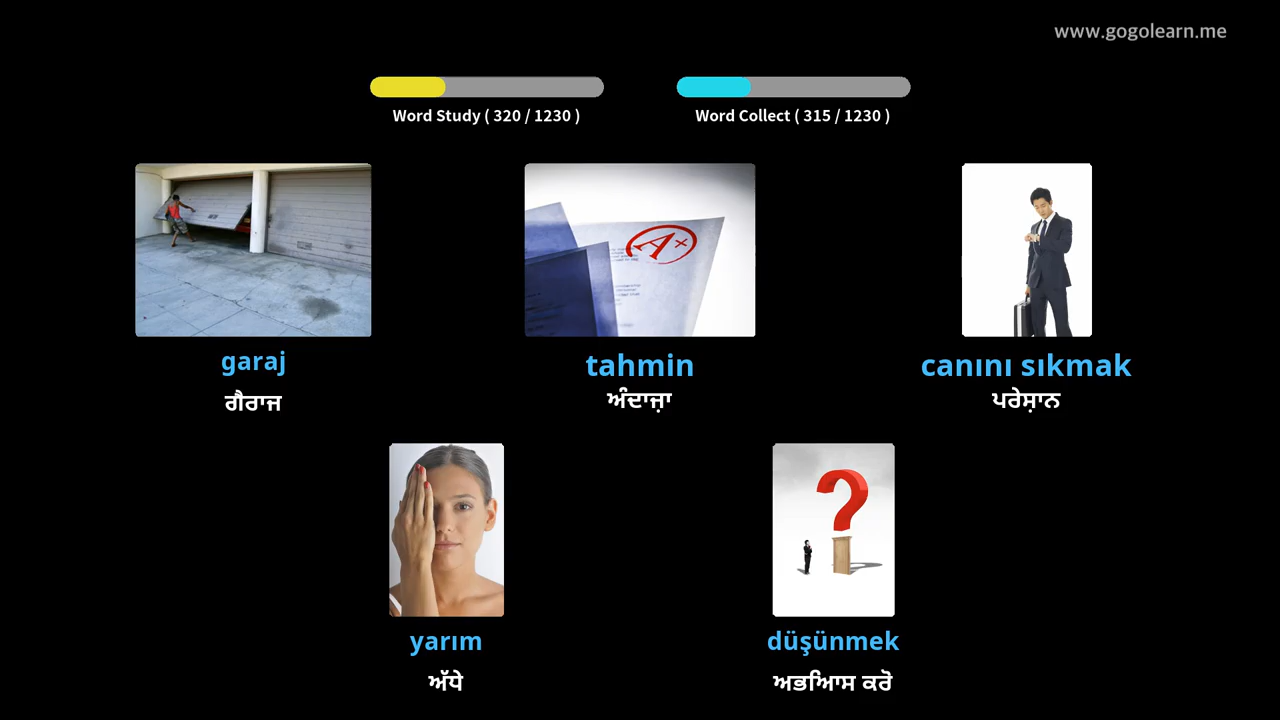 www.gogolearn.me
Word Study ( 320 / 1230 )
Word Collect ( 315 / 1230 )
A+
garaj
tahmin
canını sıkmak
ਗੈਰਾਜ
ਅੰਦਾਜ਼ਾ
ਪਰੇਸ਼ਾਨ
?
yarım
düşünmek
ਅੱਧੇ
ਅਭਿਆਸ ਕਰੋ